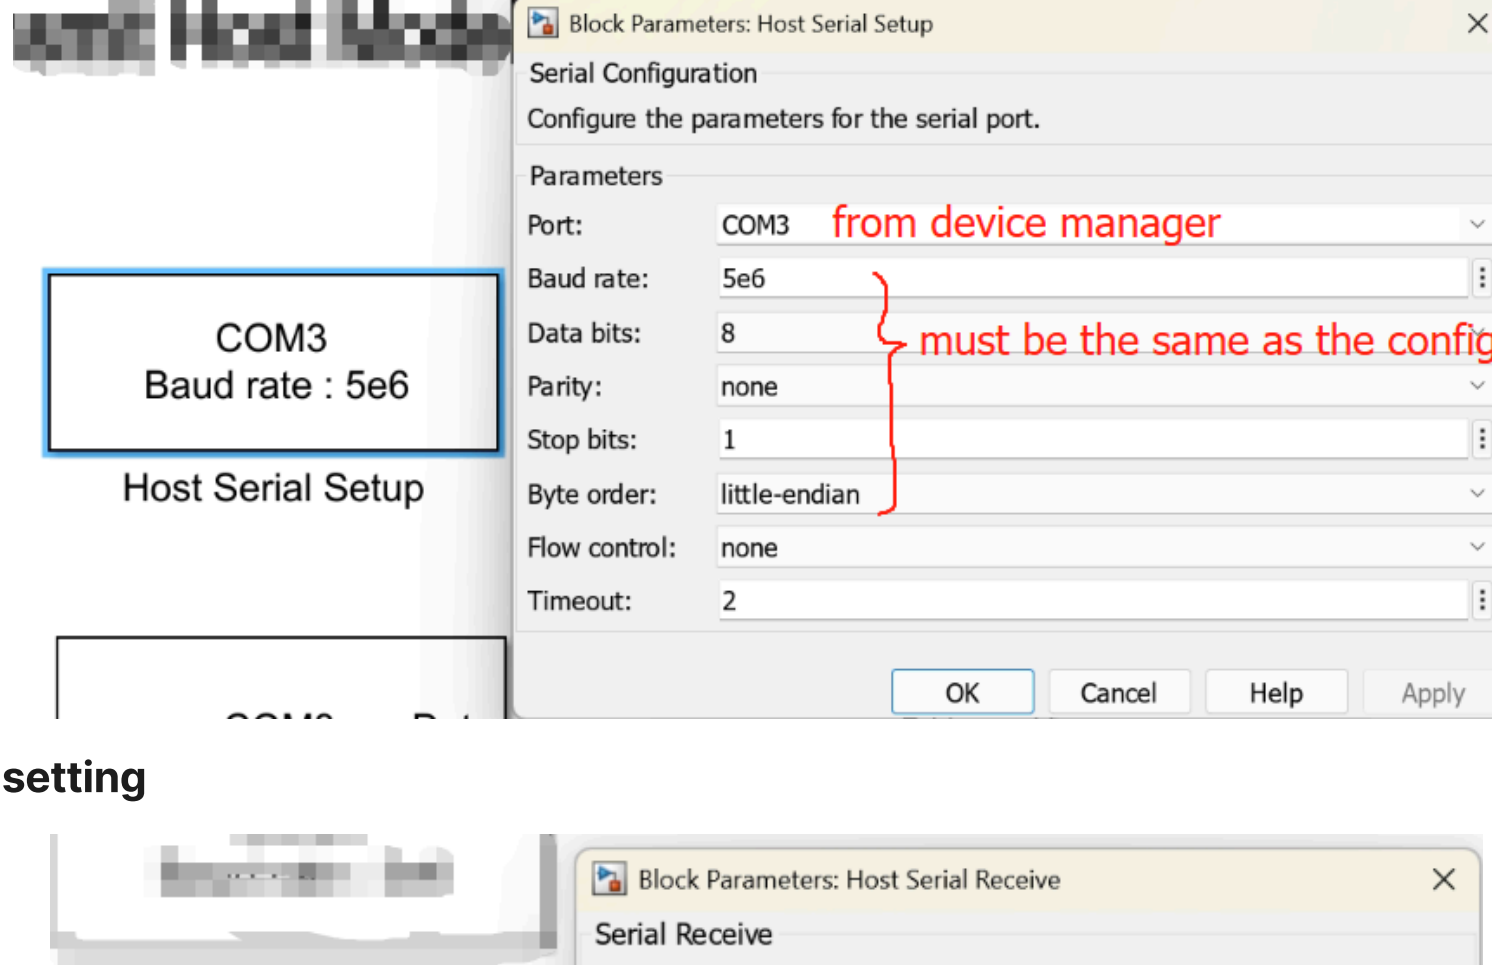 Block Parameters: Host Serial Setup
Serial Configuration
Configure the parameters for the serial port.
Parameters
Port: COM3 from device manager
Baud rate: 5e6
Data bits: 8 must be the same as the config
Parity: none
Stop bits: 1
Byte order: little-endian
Flow control: none
Timeout: 2
OK Cancel Help Apply
COM3
Baud rate : 5e6
Host Serial Setup
setting
Block Parameters: Host Serial Receive
Serial Receive